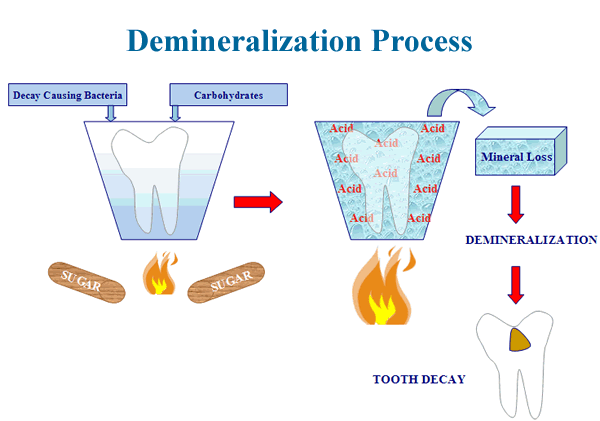 Demineralization Process
Decay Causing Bacteria
Carbohydrates
Acid
Acid
Acid
Acid
Acid
Acid
Acid
Acid
Acid
Acid
Mineral Loss
DEMINERALIZATION
SUGAR
SUGAR
TOOTH DECAY